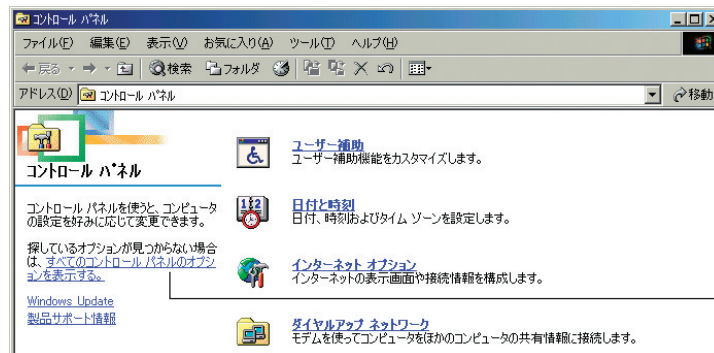 コントロール パネル
ファイル(F) 編集(E) 表示(V) お気に入り(A) ツール(T) ヘルプ(H)
戻る 検索 フォルダ
アドレス(D) コントロール パネル 移動
コントロール パネル
コントロール パネルを使うと、コンピュータ
の設定を好みに応じて変更できます。
探しているオプションが見つからない場合
は、すべてのコントロール パネルのオプシ
ョンを表示する。
Windows Update
製品サポート情報
ユーザー補助
ユーザー補助機能をカスタマイズします。
日付と時刻
日付、時刻およびタイム ゾーンを設定します。
インターネット オプション
インターネットの表示画面や接続情報を構成します。
ダイヤルアップ ネットワーク
モデムを使ってコンピュータをほかのコンピュータの共有情報に接続します。